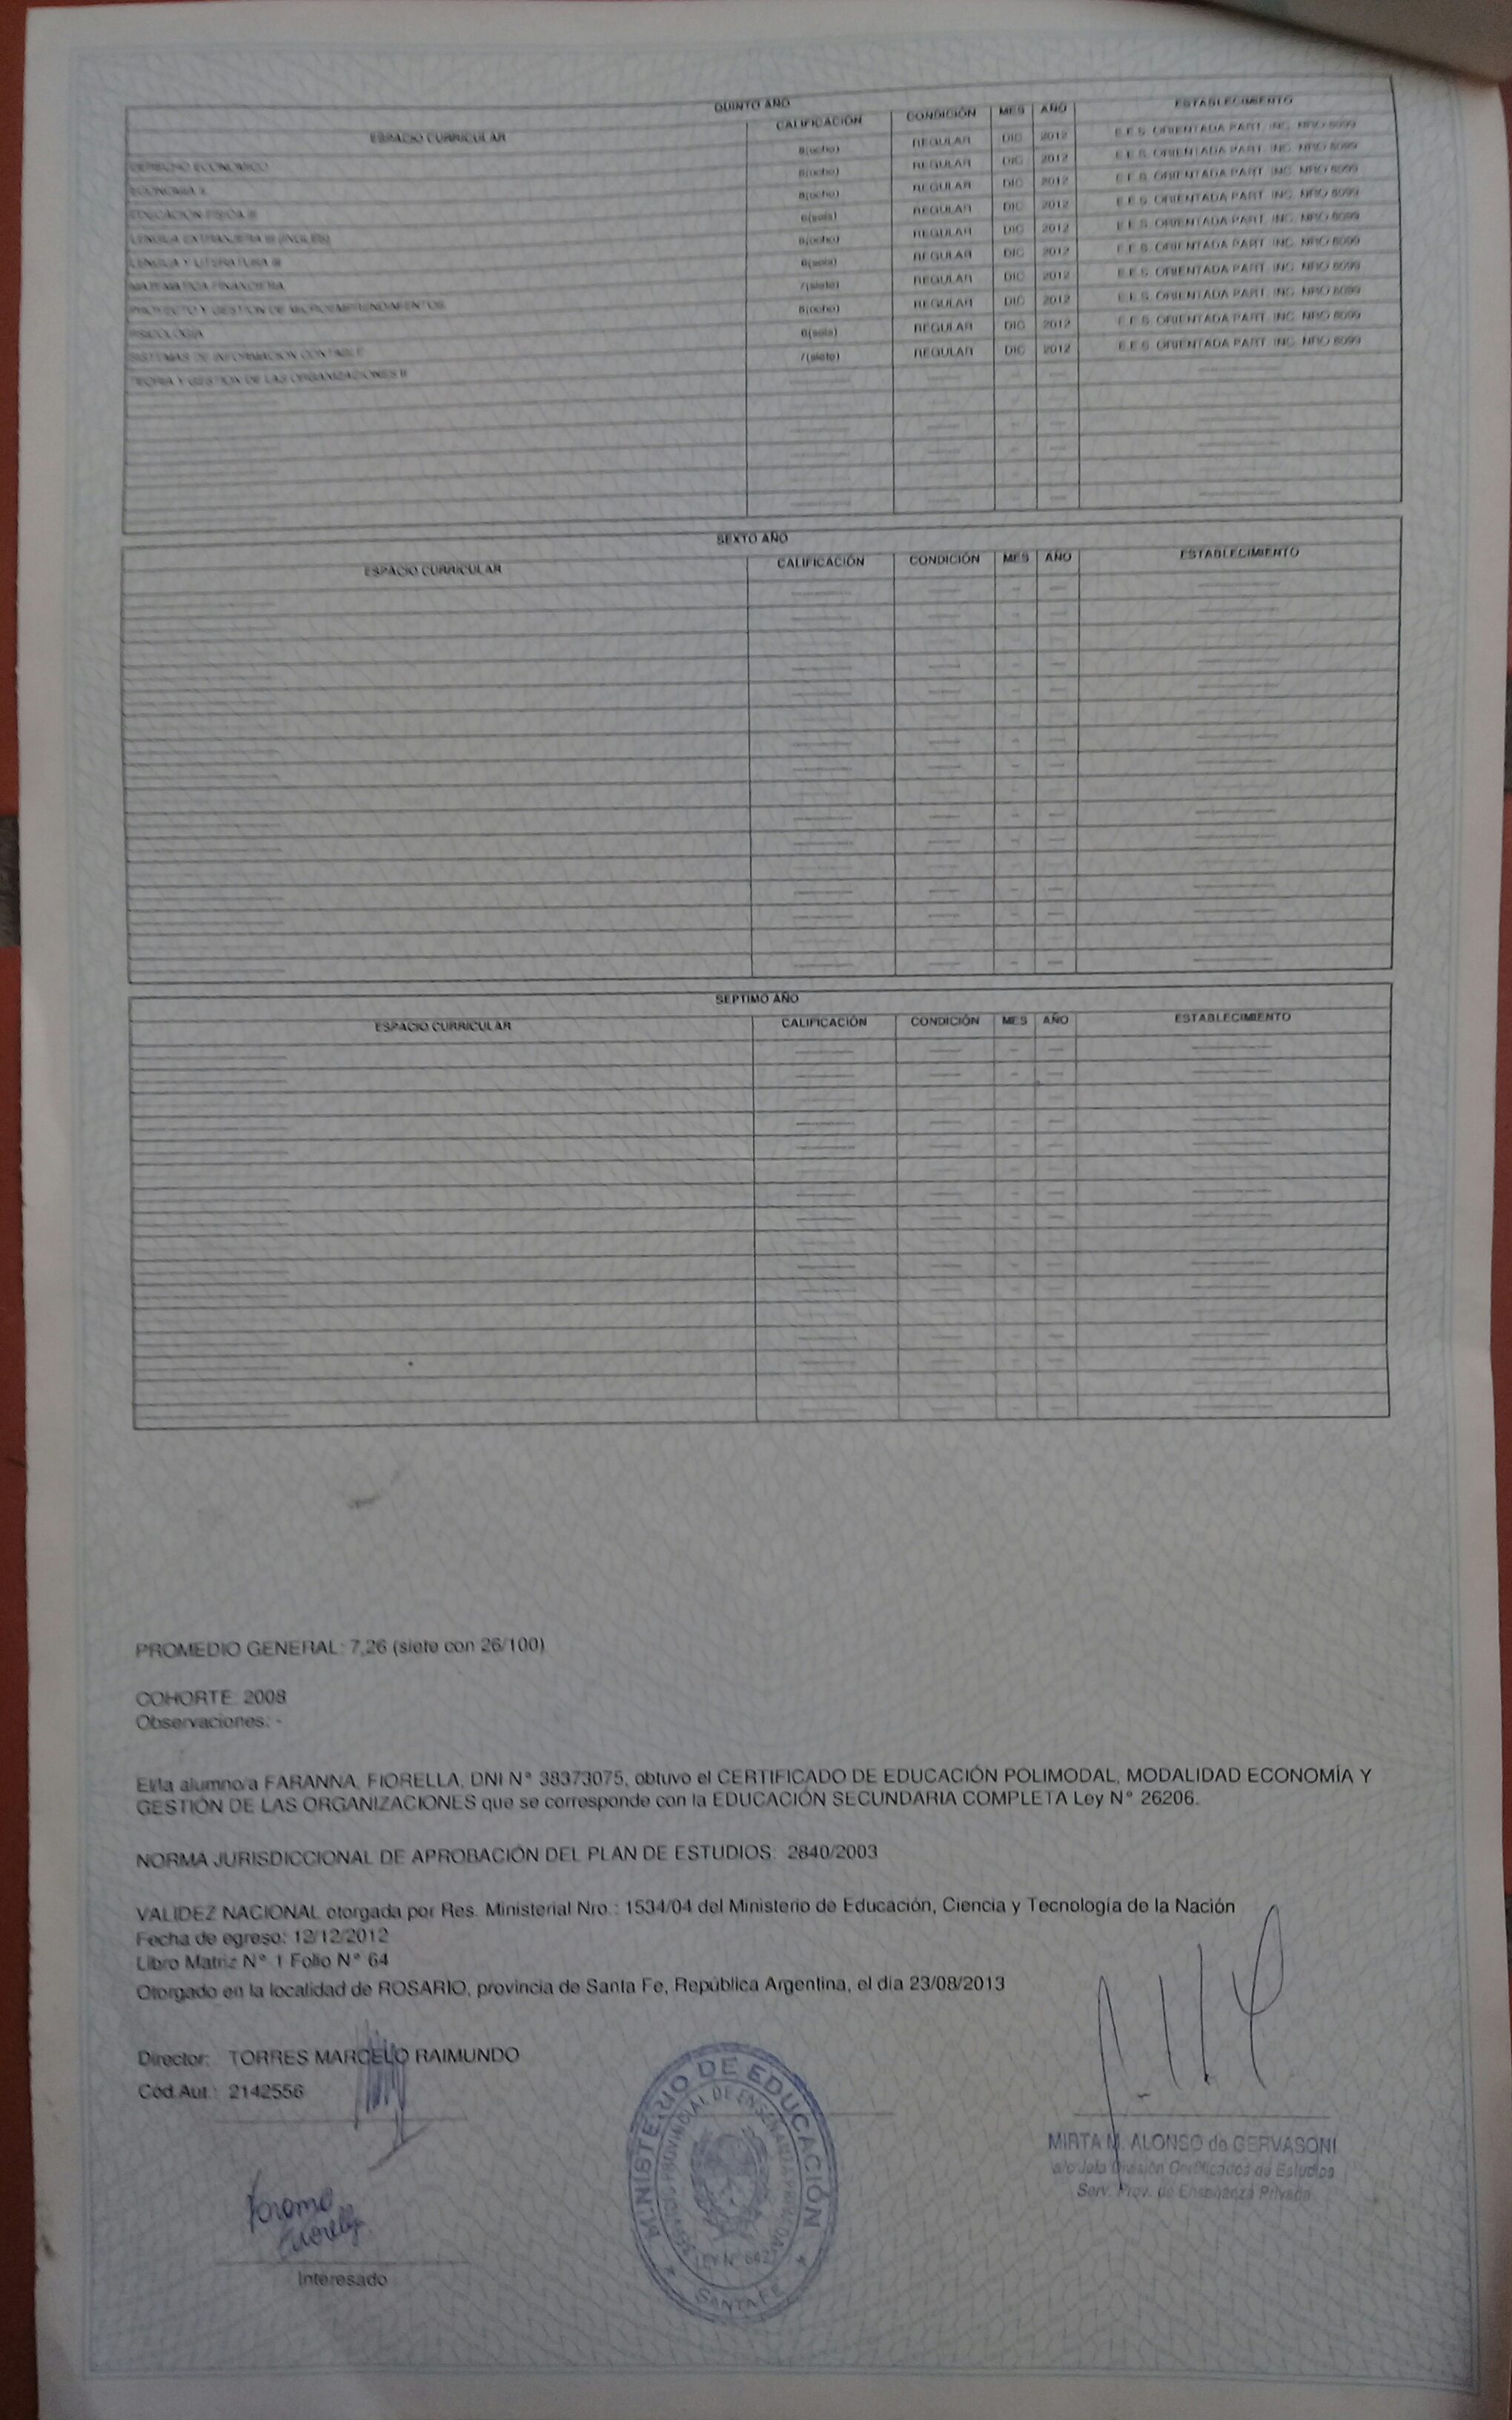 QUINTO AÑO
ESPACIO CURRICULAR CALIFICACIÓN CONDICIÓN MES AÑO ESTABLECIMIENTO
DERECHO ECONOMICO 8(ocho) REGULAR DIC 2012 E.E.S. ORIENTADA PART. INC. NRO 8099
ECONOMIA II 8(ocho) REGULAR DIC 2012 E.E.S. ORIENTADA PART. INC. NRO 8099
EDUCACION FISICA III 8(ocho) REGULAR DIC 2012 E.E.S. ORIENTADA PART. INC. NRO 8099
LENGUA EXTRANJERA III (INGLES) 6(seis) REGULAR DIC 2012 E.E.S. ORIENTADA PART. INC. NRO 8099
LENGUA Y LITERATURA III 8(ocho) REGULAR DIC 2012 E.E.S. ORIENTADA PART. INC. NRO 8099
MATEMATICA FINANCIERA 6(seis) REGULAR DIC 2012 E.E.S. ORIENTADA PART. INC. NRO 8099
PROYECTO Y GESTION DE MICROEMPRENDIMIENTOS 7(siete) REGULAR DIC 2012 E.E.S. ORIENTADA PART. INC. NRO 8099
PSICOLOGIA 8(ocho) REGULAR DIC 2012 E.E.S. ORIENTADA PART. INC. NRO 8099
SISTEMAS DE INFORMACION CONTABLE 6(seis) REGULAR DIC 2012 E.E.S. ORIENTADA PART. INC. NRO 8099
TEORIA Y GESTION DE LAS ORGANIZACIONES II 7(siete) REGULAR DIC 2012 E.E.S. ORIENTADA PART. INC. NRO 8099
SEXTO AÑO
ESPACIO CURRICULAR CALIFICACIÓN CONDICIÓN MES AÑO ESTABLECIMIENTO
SEPTIMO AÑO
ESPACIO CURRICULAR CALIFICACIÓN CONDICIÓN MES AÑO ESTABLECIMIENTO
PROMEDIO GENERAL: 7,26 (siete con 26/100)
COHORTE: 2008
Observaciones: -
El/la alumno/a FARANNA, FIORELLA, DNI N° 38373075, obtuvo el CERTIFICADO DE EDUCACIÓN POLIMODAL, MODALIDAD ECONOMÍA Y
GESTIÓN DE LAS ORGANIZACIONES que se corresponde con la EDUCACIÓN SECUNDARIA COMPLETA Ley N° 26206.
NORMA JURISDICCIONAL DE APROBACIÓN DEL PLAN DE ESTUDIOS: 2840/2003
VALIDEZ NACIONAL otorgada por Res. Ministerial Nro.: 1534/04 del Ministerio de Educación, Ciencia y Tecnología de la Nación
Fecha de egreso: 12/12/2012
Libro Matriz N° 1 Folio N° 64
Otorgado en la localidad de ROSARIO, provincia de Santa Fe, República Argentina, el día 23/08/2013
Director: TORRES MARCELO RAIMUNDO
Cód.Aut.: 2142556
MINISTERIO DE EDUCACIÓN
SERVICIO PROVINCIAL DE ENSEÑANZA PRIVADA
LEY N° 6427
SANTA FE
MIRTA M. ALONSO de GERVASONI
a/c Jefa División Certificados de Estudios
Serv. Prov. de Enseñanza Privada
Faranna
Fiorella
Interesado